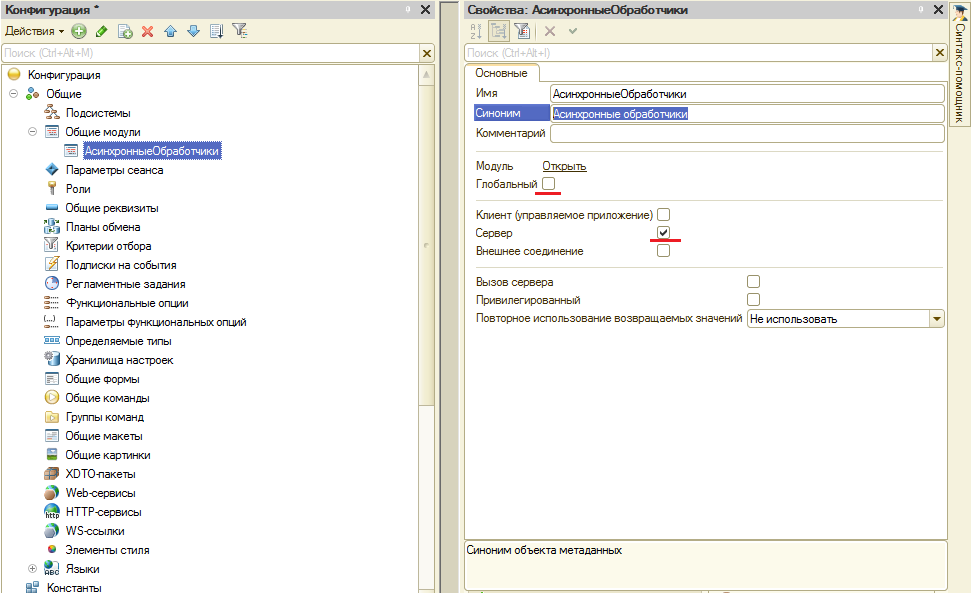 Конфигурация *
Действия
Поиск (Ctrl+Alt+M)
Конфигурация
Общие
Подсистемы
Общие модули
АсинхронныеОбработчики
Параметры сеанса
Роли
Общие реквизиты
Планы обмена
Критерии отбора
Подписки на события
Регламентные задания
Функциональные опции
Параметры функциональных опций
Определяемые типы
Хранилища настроек
Общие формы
Общие команды
Группы команд
Общие макеты
Общие картинки
XDTO-пакеты
Web-сервисы
HTTP-сервисы
WS-ссылки
Элементы стиля
Языки
Константы
Свойства: АсинхронныеОбработчики
Поиск (Ctrl+Alt+I)
Основные
Имя АсинхронныеОбработчики
Синоним Асинхронные обработчики
Комментарий
Модуль Открыть
Глобальный
Клиент (управляемое приложение)
Сервер
Внешнее соединение
Вызов сервера
Привилегированный
Повторное использование возвращаемых значений Не использовать
Синоним объекта метаданных
Синтакс-помощник